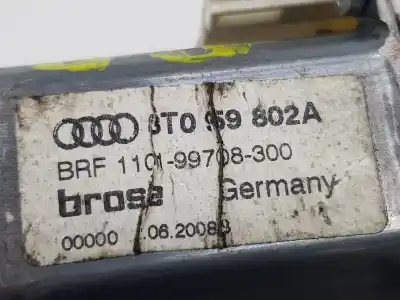 8T0 959 802A
BRF 1101-99708-300
brose Germany
00000 .06.2008